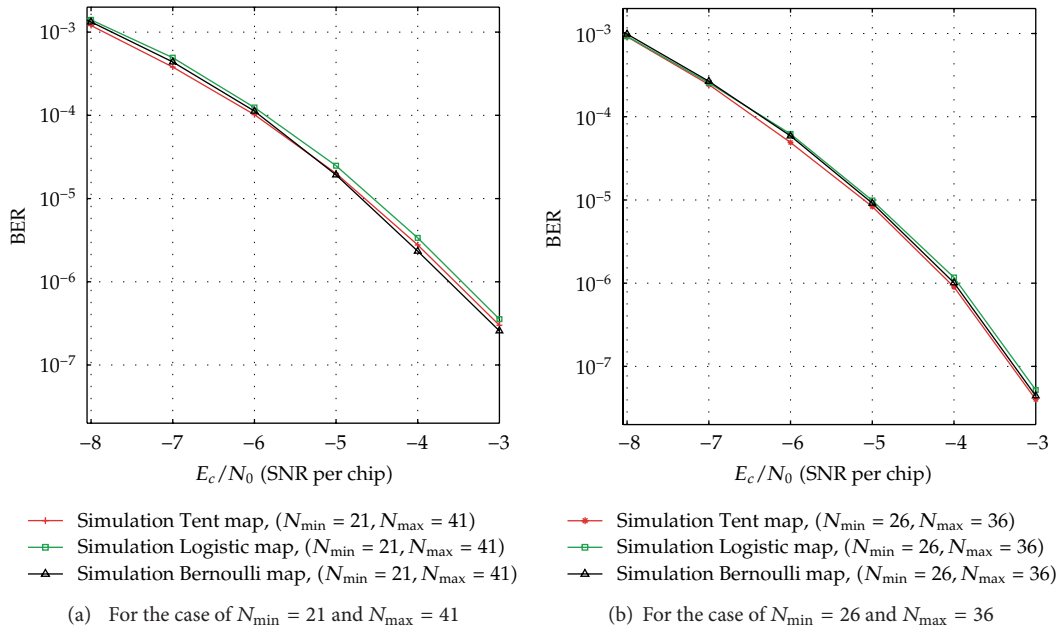 10⁻³
10⁻⁴
10⁻⁵
10⁻⁶
10⁻⁷
BER
−8 −7 −6 −5 −4 −3
E_c/N_0 (SNR per chip)
Simulation Tent map, (N_min = 21, N_max = 41)
Simulation Logistic map, (N_min = 21, N_max = 41)
Simulation Bernoulli map, (N_min = 21, N_max = 41)
(a) For the case of N_min = 21 and N_max = 41
10⁻³
10⁻⁴
10⁻⁵
10⁻⁶
10⁻⁷
BER
−8 −7 −6 −5 −4 −3
E_c/N_0 (SNR per chip)
Simulation Tent map, (N_min = 26, N_max = 36)
Simulation Logistic map, (N_min = 26, N_max = 36)
Simulation Bernoulli map, (N_min = 26, N_max = 36)
(b) For the case of N_min = 26 and N_max = 36